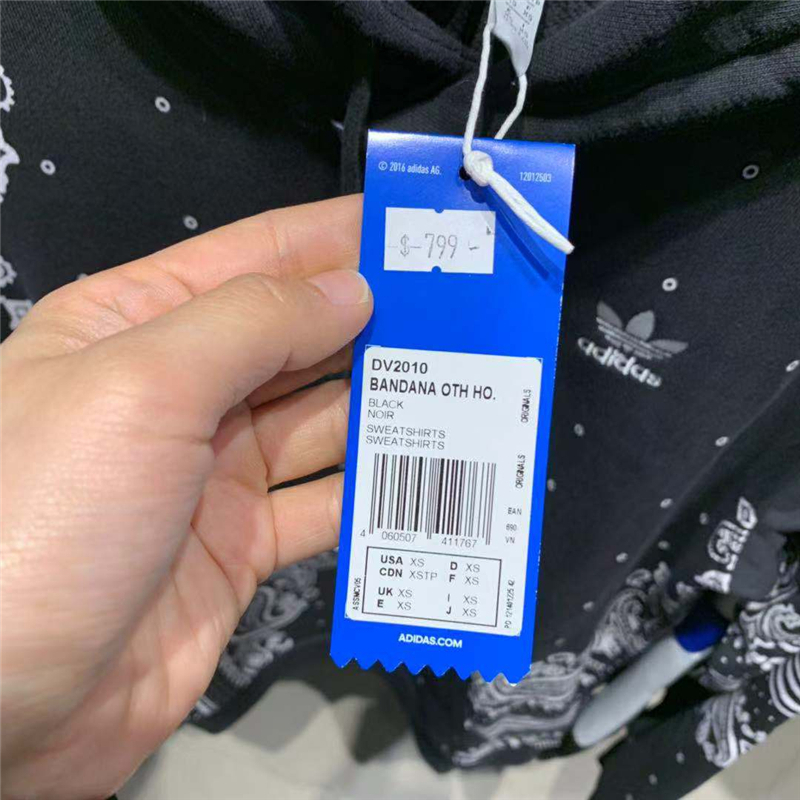 © 2016 adidas AG.
12012503
$-799-
DV2010
BANDANA OTH HO.
BLACK
NOIR
SWEATSHIRTS
SWEATSHIRTS
ORIGINALS
ORIGINALS
EAN
690
VN
4 060507 411767
USA XS D XS
CDN XSTP F XS
UK XS I XS
E XS J XS
ADIDAS.COM
adidas